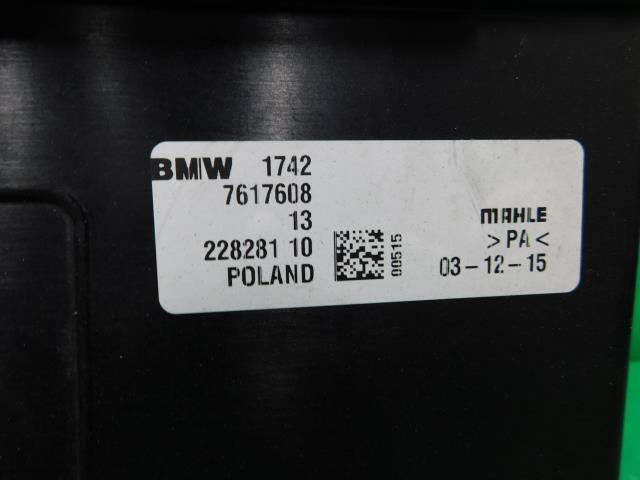 BMW 1742
7617608
13
228281 10
POLAND
00515
MAHLE
>PA<
03-12-15